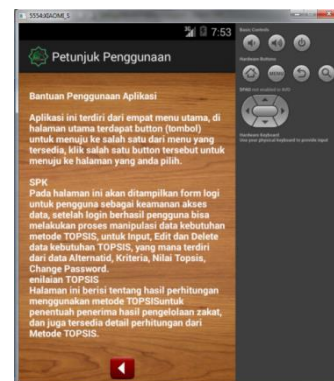 5554:XIAOMI_S
3G 7:53
Petunjuk Penggunaan
Bantuan Penggunaan Aplikasi
Aplikasi ini terdiri dari empat menu utama, di
halaman utama terdapat button (tombol)
untuk menuju ke salah satu dari menu yang
tersedia, klik salah satu button tersebut untuk
menuju ke halaman yang anda pilih.
SPK
Pada halaman ini akan ditampilkan form logi
untuk pengguna sebagai keamanan akses
data, setelah login berhasil pengguna bisa
melakukan proses manipulasi data kebutuhan
metode TOPSIS, untuk Input, Edit dan Delete
data kebutuhan TOPSIS, yang mana terdiri
dari data Alternatid, Kriteria, Nilai Topsis,
Change Password.
enilaian TOPSIS
Halaman ini berisi tentang hasil perhitungan
menggunakan metode TOPSISuntuk
penentuah penerima hasil pengelolaan zakat,
dan juga tersedia detail perhitungan dari
Metode TOPSIS.
Basic Controls
Hardware Buttons
MENU
DPAD not enabled in AVD
Hardware Keyboard
Use your physical keyboard to provide input